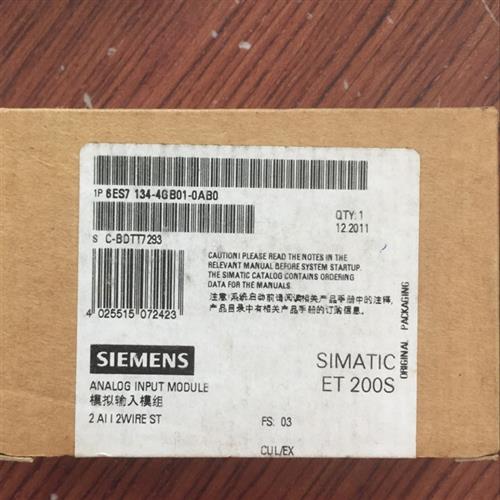 1P 6ES7 134-4GB01-0AB0
QTY: 1
12.2011
S C-BDTT7293
CAUTION! PLEASE READ THE NOTES IN THE
RELEVANT MANUAL BEFORE SYSTEM STARTUP.
THE SIMATIC CATALOG CONTAINS ORDERING
DATA FOR THE MANUALS.
注意:系统启动前请阅读相关产品手册中的注释,
产品目录中有相关产品手册的订购信息.
4 025515 072423
ORIGINAL PACKAGING
SIEMENS
SIMATIC
ET 200S
ANALOG INPUT MODULE
模拟输入模组
2 AI I 2WIRE ST
FS: 03
CUL/EX